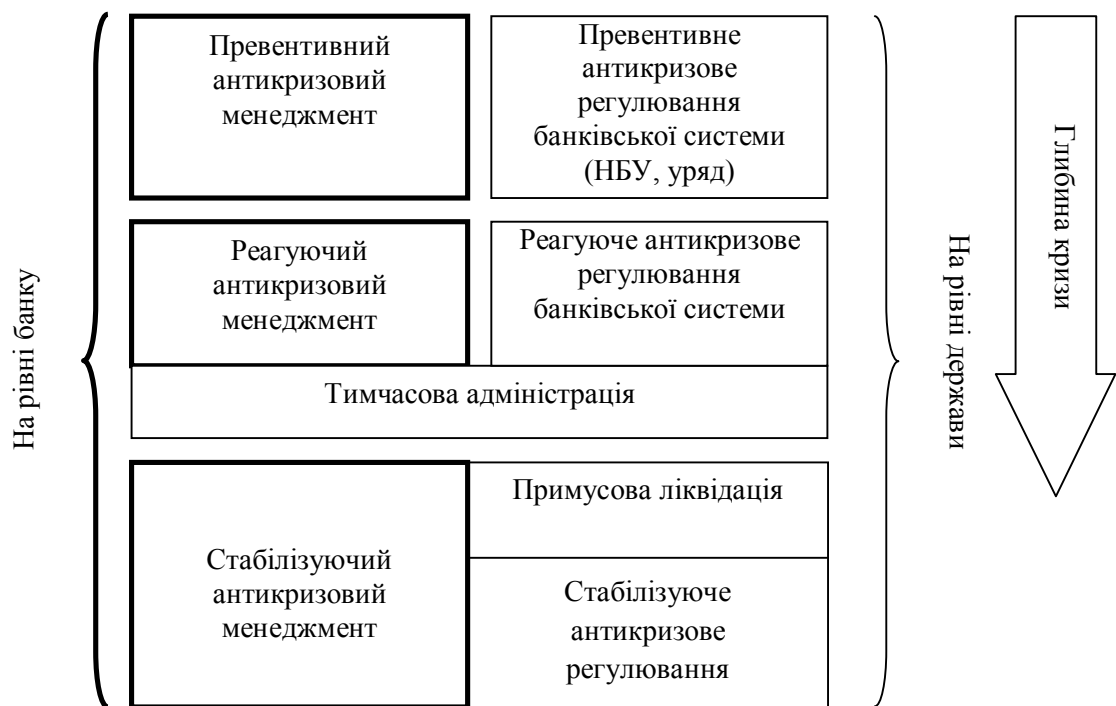 На рівні банку
Превентивний
антикризовий
менеджмент
Превентивне
антикризове
регулювання
банківської системи
(НБУ, уряд)
Реагуючий
антикризовий
менеджмент
Реагуюче антикризове
регулювання
банківської системи
Тимчасова адміністрація
Стабілізуючий
антикризовий
менеджмент
Примусова ліквідація
Стабілізуюче
антикризове
регулювання
На рівні держави
Глибина кризи